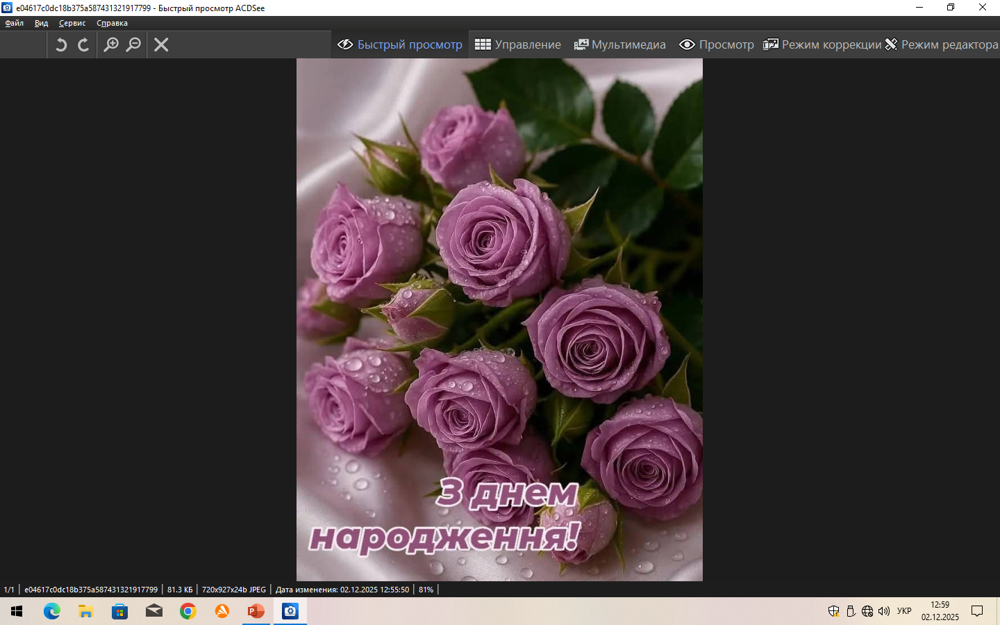 e04617c0dc18b375a587431321917799 - Быстрый просмотр ACDSee
Файл Вид Сервис Справка
Быстрый просмотр Управление Мультимедиа Просмотр Режим коррекции Режим редактора
З днем
народження!
1/1 e04617c0dc18b375a587431321917799 81.3 КБ 720x927x24b JPEG Дата изменения: 02.12.2025 12:55:50 81%
УКР
12:59
02.12.2025